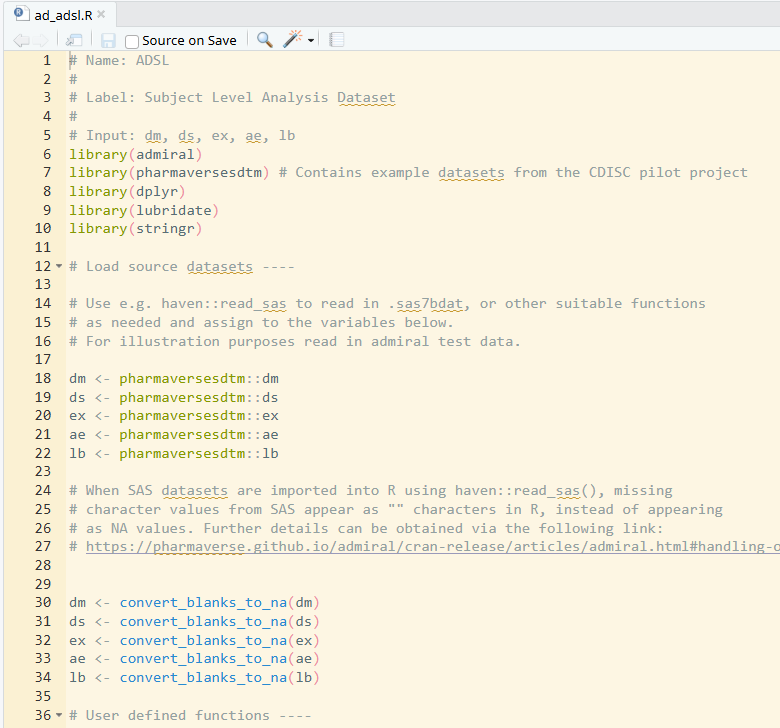 ad_adsl.R
Source on Save
1 # Name: ADSL
2 #
3 # Label: Subject Level Analysis Dataset
4 #
5 # Input: dm, ds, ex, ae, lb
6 library(admiral)
7 library(pharmaversesdtm) # Contains example datasets from the CDISC pilot project
8 library(dplyr)
9 library(lubridate)
10 library(stringr)
11
12 # Load source datasets ----
13
14 # Use e.g. haven::read_sas to read in .sas7bdat, or other suitable functions
15 # as needed and assign to the variables below.
16 # For illustration purposes read in admiral test data.
17
18 dm <- pharmaversesdtm::dm
19 ds <- pharmaversesdtm::ds
20 ex <- pharmaversesdtm::ex
21 ae <- pharmaversesdtm::ae
22 lb <- pharmaversesdtm::lb
23
24 # When SAS datasets are imported into R using haven::read_sas(), missing
25 # character values from SAS appear as "" characters in R, instead of appearing
26 # as NA values. Further details can be obtained via the following link:
27 # https://pharmaverse.github.io/admiral/cran-release/articles/admiral.html#handling-o
28
29
30 dm <- convert_blanks_to_na(dm)
31 ds <- convert_blanks_to_na(ds)
32 ex <- convert_blanks_to_na(ex)
33 ae <- convert_blanks_to_na(ae)
34 lb <- convert_blanks_to_na(lb)
35
36 # User defined functions ----